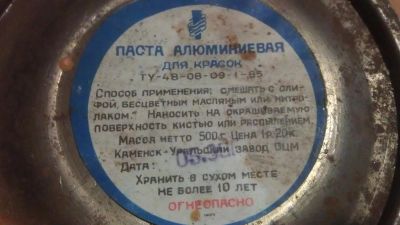 ПАСТА АЛЮМИНИЕВАЯ
ДЛЯ КРАСОК
ТУ-48-08-09-1-85
СПОСОБ ПРИМЕНЕНИЯ: СМЕШАТЬ С ОЛИ-
ФОЙ, БЕСЦВЕТНЫМ МАСЛЯНЫМ ИЛИ НИТРО-
ЛАКОМ. НАНОСИТЬ НА ОКРАШИВАЕМУЮ
ПОВЕРХНОСТЬ КИСТЬЮ ИЛИ РАСПЫЛЕНИЕМ.
МАССА НЕТТО 500г. ЦЕНА 1р.20к.
КАМЕНСК-УРАЛЬСКИЙ ЗАВОД ОЦМ
ДАТА:
ХРАНИТЬ В СУХОМ МЕСТЕ
НЕ БОЛЕЕ 10 ЛЕТ
ОГНЕОПАСНО